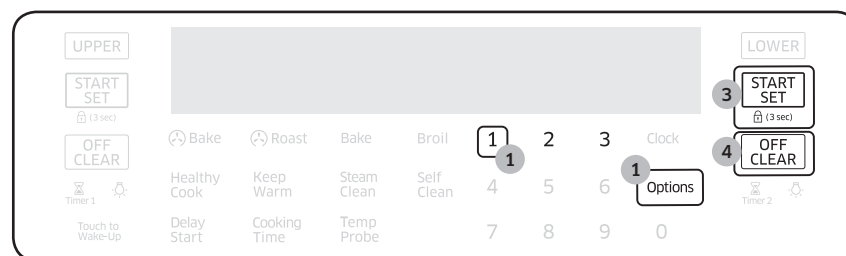 UPPER
LOWER
START
SET
(3 sec)
3
START
SET
(3 sec)
OFF
CLEAR
Bake
Roast
Bake
Broil
1
1
2
3
Clock
4
OFF
CLEAR
Timer 1
Healthy
Cook
Keep
Warm
Steam
Clean
Self
Clean
4
5
6
1
Options
Timer 2
Touch to
Wake-Up
Delay
Start
Cooking
Time
Temp
Probe
7
8
9
0